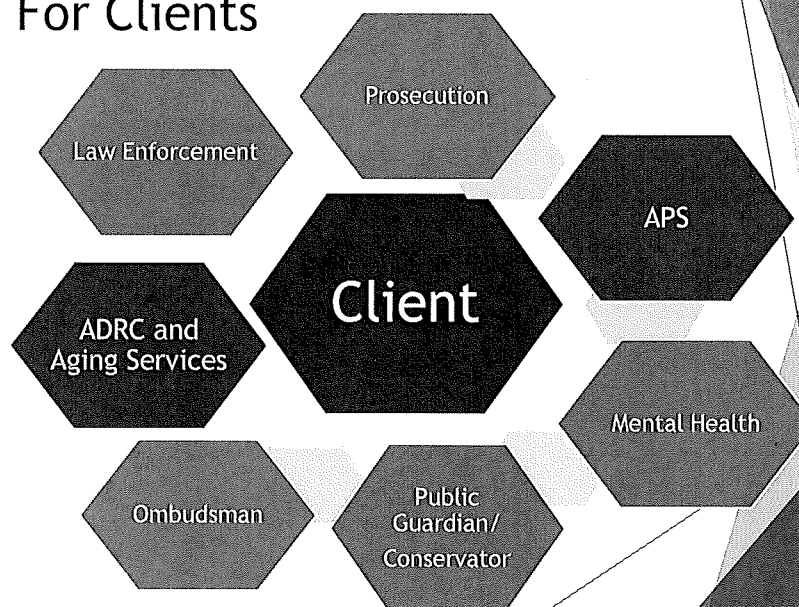 For Clients
Prosecution
Law Enforcement
APS
Client
ADRC and
Aging Services
Mental Health
Ombudsman
Public
Guardian/
Conservator